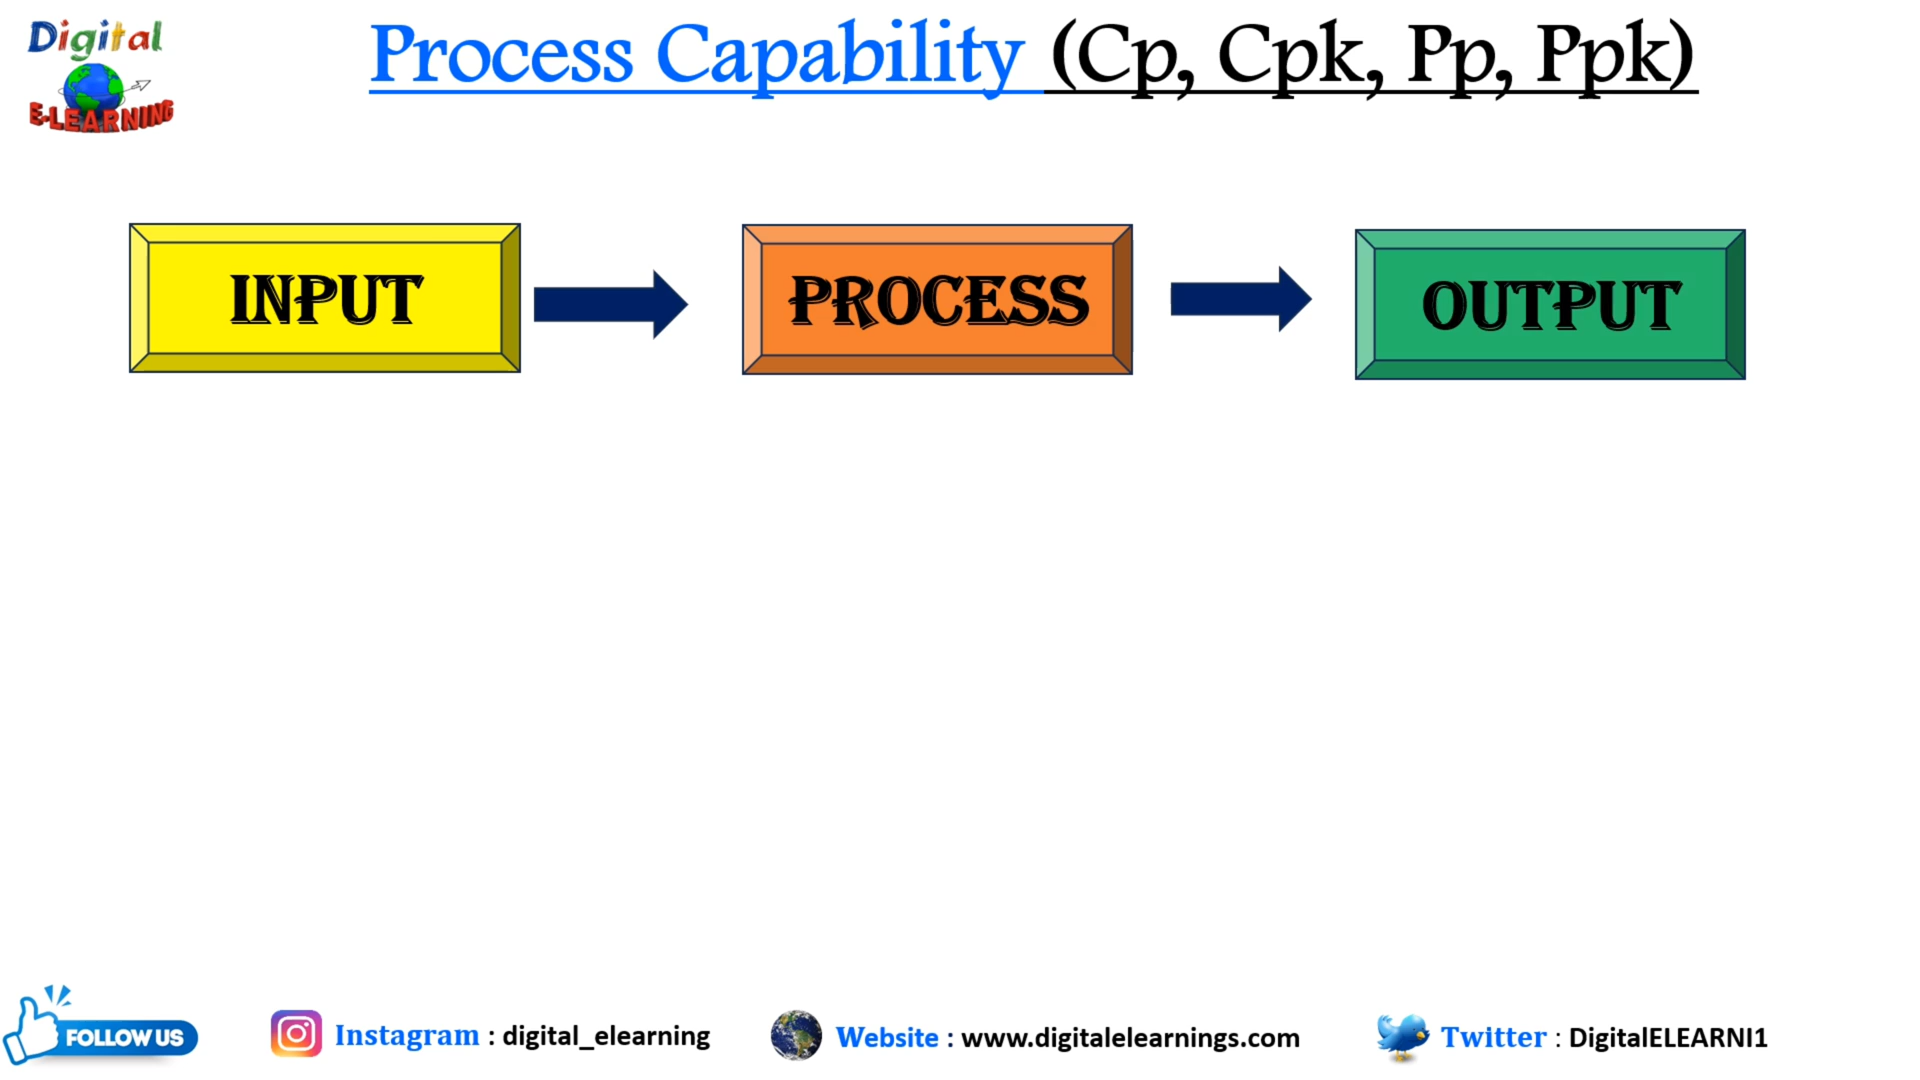 Digital
E-LEARNING
Process Capability (Cp, Cpk, Pp, Ppk)
INPUT
PROCESS
OUTPUT
FOLLOW US
Instagram : digital_elearning
Website : www.digitalelearnings.com
Twitter : DigitalELEARNI1